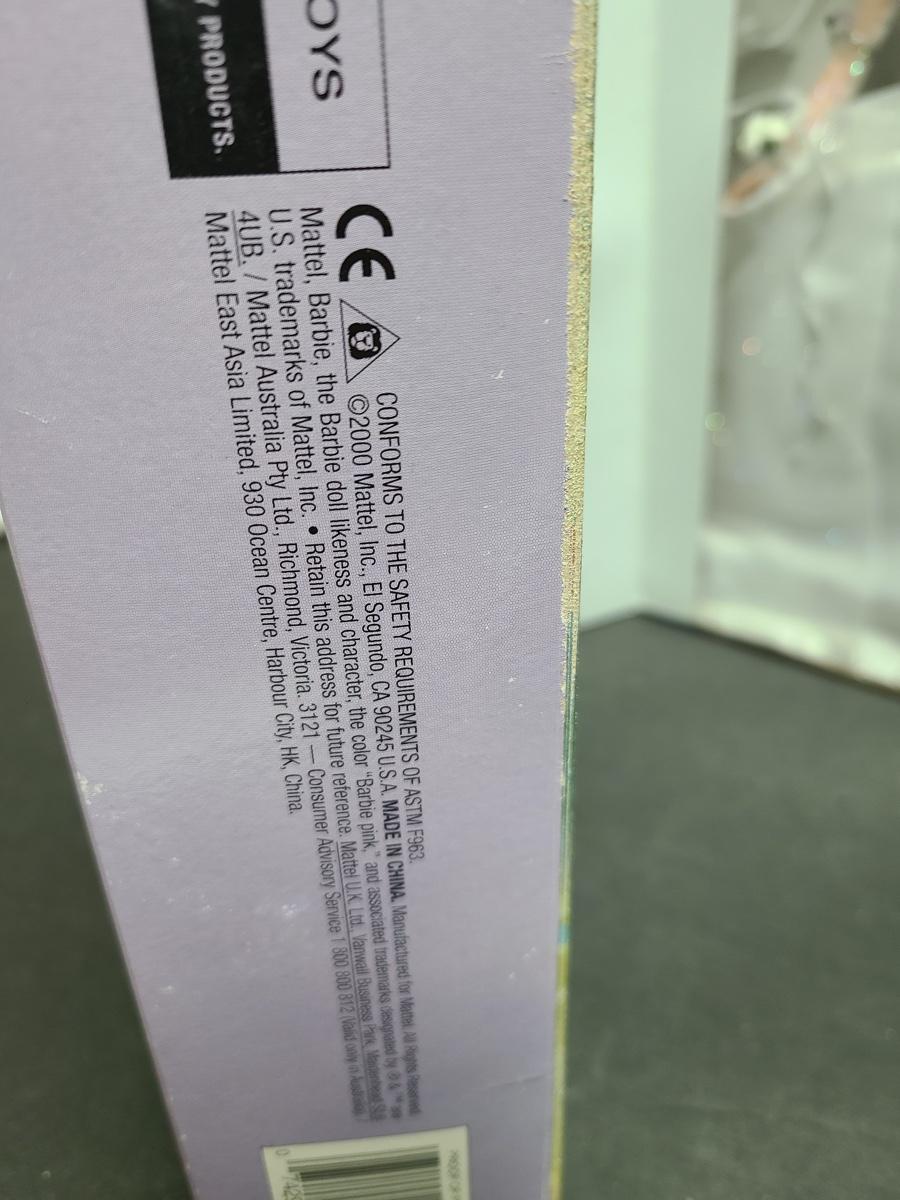 OYS
PRODUCTS.
CE
CONFORMS TO THE SAFETY REQUIREMENTS OF ASTM F963.
©2000 Mattel, Inc., El Segundo, CA 90245 U.S.A. MADE IN CHINA. Manufactured for Mattel. All Rights Reserved.
Mattel, Barbie, the Barbie doll likeness and character, the color "Barbie pink," and associated trademarks designated by ® & ™ are
U.S. trademarks of Mattel, Inc. • Retain this address for future reference. Mattel U.K. Ltd., Vanwall Business Park, Maidenhead SL6
4UB. / Mattel Australia Pty Ltd., Richmond, Victoria. 3121 — Consumer Advisory Service 1 800 800 812 (Valid only in Australia) /
Mattel East Asia Limited, 930 Ocean Centre, Harbour City, HK, China.